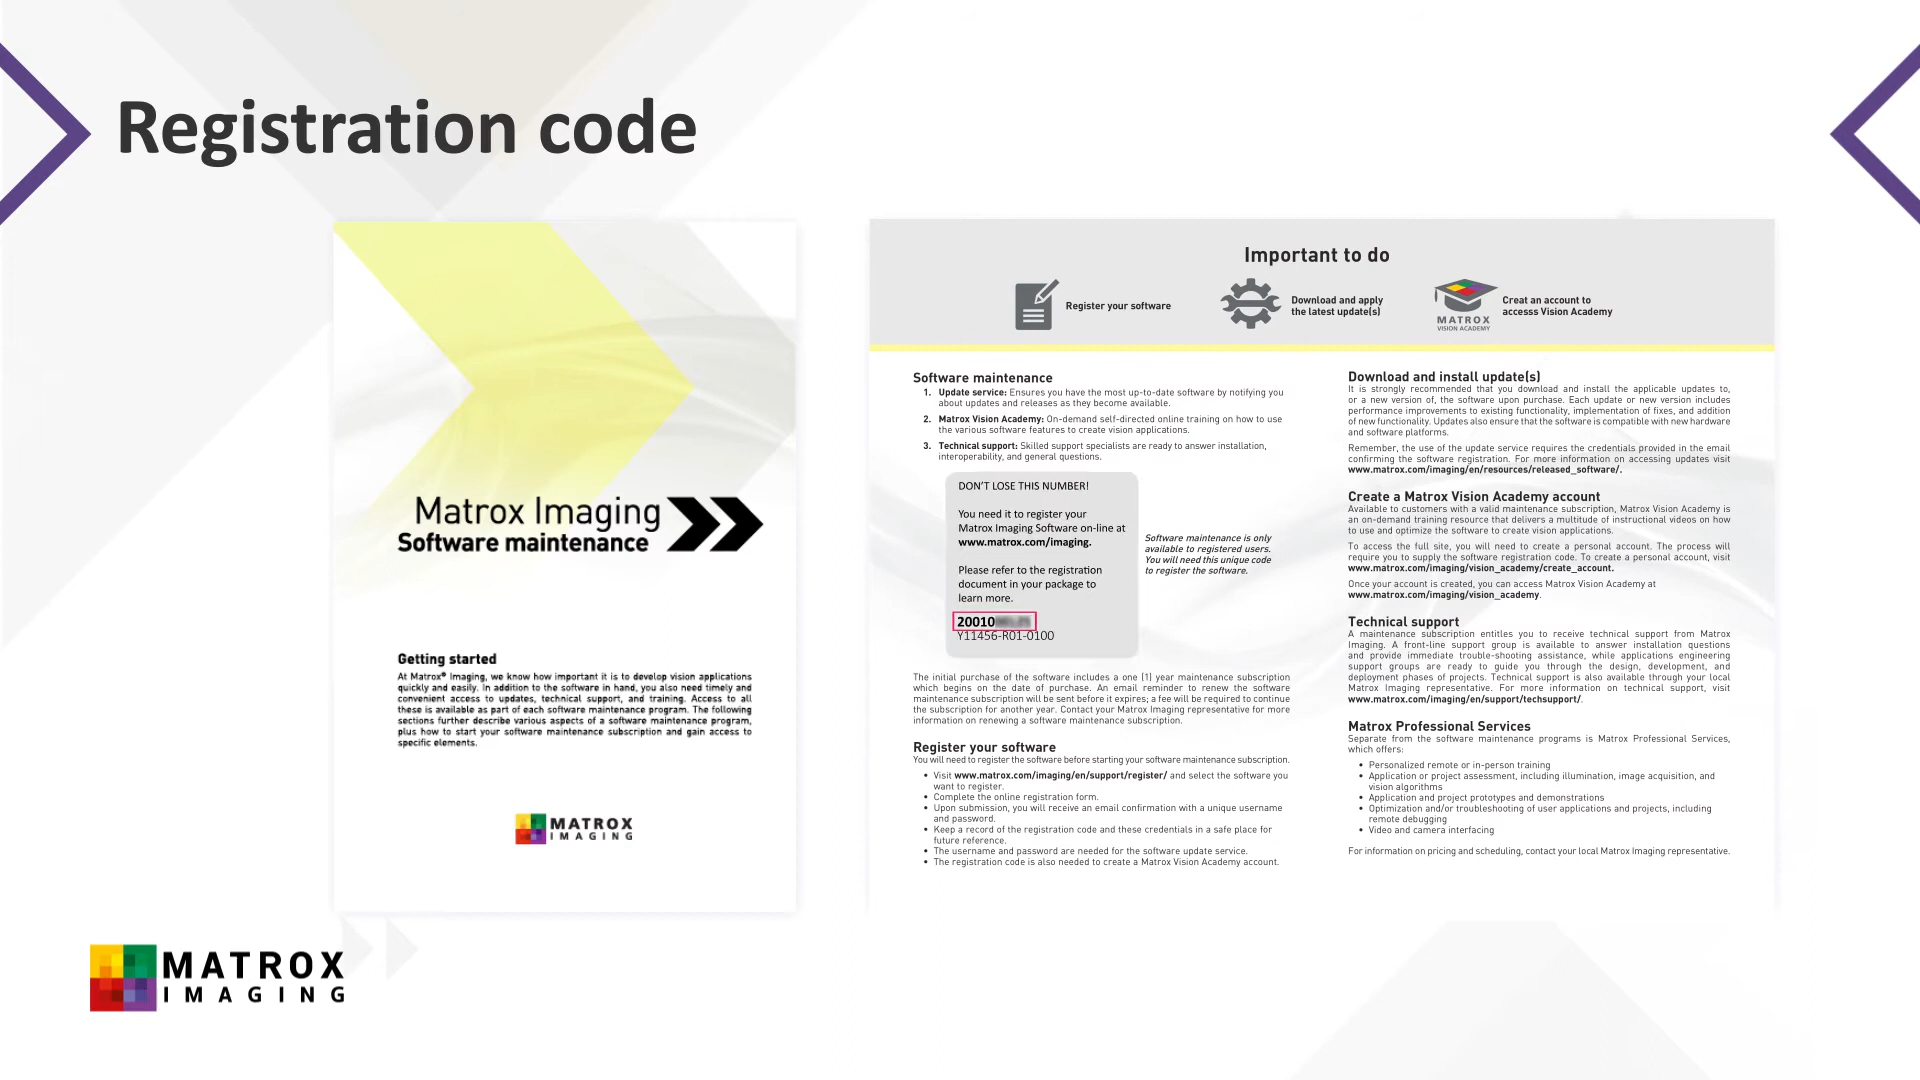 Registration code
Matrox Imaging
Software maintenance
Getting started
At Matrox® Imaging, we know how important it is to develop vision applications
quickly and easily. In addition to the software in hand, you also need timely and
convenient access to updates, technical support, and training. Access to all
these is available as part of each software maintenance program. The following
sections further describe various aspects of a software maintenance program,
plus how to start your software maintenance subscription and gain access to
specific elements.
MATROX
IMAGING
Important to do
Register your software
Download and apply
the latest update(s)
MATROX
VISION ACADEMY
Creat an account to
accesss Vision Academy
Software maintenance
1. Update service: Ensures you have the most up-to-date software by notifying you
about updates and releases as they become available.
2. Matrox Vision Academy: On-demand self-directed online training on how to use
the various software features to create vision applications.
3. Technical support: Skilled support specialists are ready to answer installation,
interoperability, and general questions.
DON'T LOSE THIS NUMBER!
You need it to register your
Matrox Imaging Software on-line at
www.matrox.com/imaging.
Please refer to the registration
document in your package to
learn more.
20010
Y11456-R01-0100
Software maintenance is only
available to registered users.
You will need this unique code
to register the software.
The initial purchase of the software includes a one (1) year maintenance subscription
which begins on the date of purchase. An email reminder to renew the software
maintenance subscription will be sent before it expires; a fee will be required to continue
the subscription for another year. Contact your Matrox Imaging representative for more
information on renewing a software maintenance subscription.
Register your software
You will need to register the software before starting your software maintenance subscription.
• Visit www.matrox.com/imaging/en/support/register/ and select the software you
want to register.
• Complete the online registration form.
• Upon submission, you will receive an email confirmation with a unique username
and password.
• Keep a record of the registration code and these credentials in a safe place for
future reference.
• The username and password are needed for the software update service.
• The registration code is also needed to create a Matrox Vision Academy account.
Download and install update(s)
It is strongly recommended that you download and install the applicable updates to,
or a new version of, the software upon purchase. Each update or new version includes
performance improvements to existing functionality, implementation of fixes, and addition
of new functionality. Updates also ensure that the software is compatible with new hardware
and software platforms.
Remember, the use of the update service requires the credentials provided in the email
confirming the software registration. For more information on accessing updates visit
www.matrox.com/imaging/en/resources/released_software/.
Create a Matrox Vision Academy account
Available to customers with a valid maintenance subscription, Matrox Vision Academy is
an on-demand training resource that delivers a multitude of instructional videos on how
to use and optimize the software to create vision applications.
To access the full site, you will need to create a personal account. The process will
require you to supply the software registration code. To create a personal account, visit
www.matrox.com/imaging/vision_academy/create_account.
Once your account is created, you can access Matrox Vision Academy at
www.matrox.com/imaging/vision_academy.
Technical support
A maintenance subscription entitles you to receive technical support from Matrox
Imaging. A front-line support group is available to answer installation questions
and provide immediate trouble-shooting assistance, while applications engineering
support groups are ready to guide you through the design, development, and
deployment phases of projects. Technical support is also available through your local
Matrox Imaging representative. For more information on technical support, visit
www.matrox.com/imaging/en/support/techsupport/.
Matrox Professional Services
Separate from the software maintenance programs is Matrox Professional Services,
which offers:
• Personalized remote or in-person training
• Application or project assessment, including illumination, image acquisition, and
vision algorithms
• Application and project prototypes and demonstrations
• Optimization and/or troubleshooting of user applications and projects, including
remote debugging
• Video and camera interfacing
For information on pricing and scheduling, contact your local Matrox Imaging representative.
MATROX
IMAGING